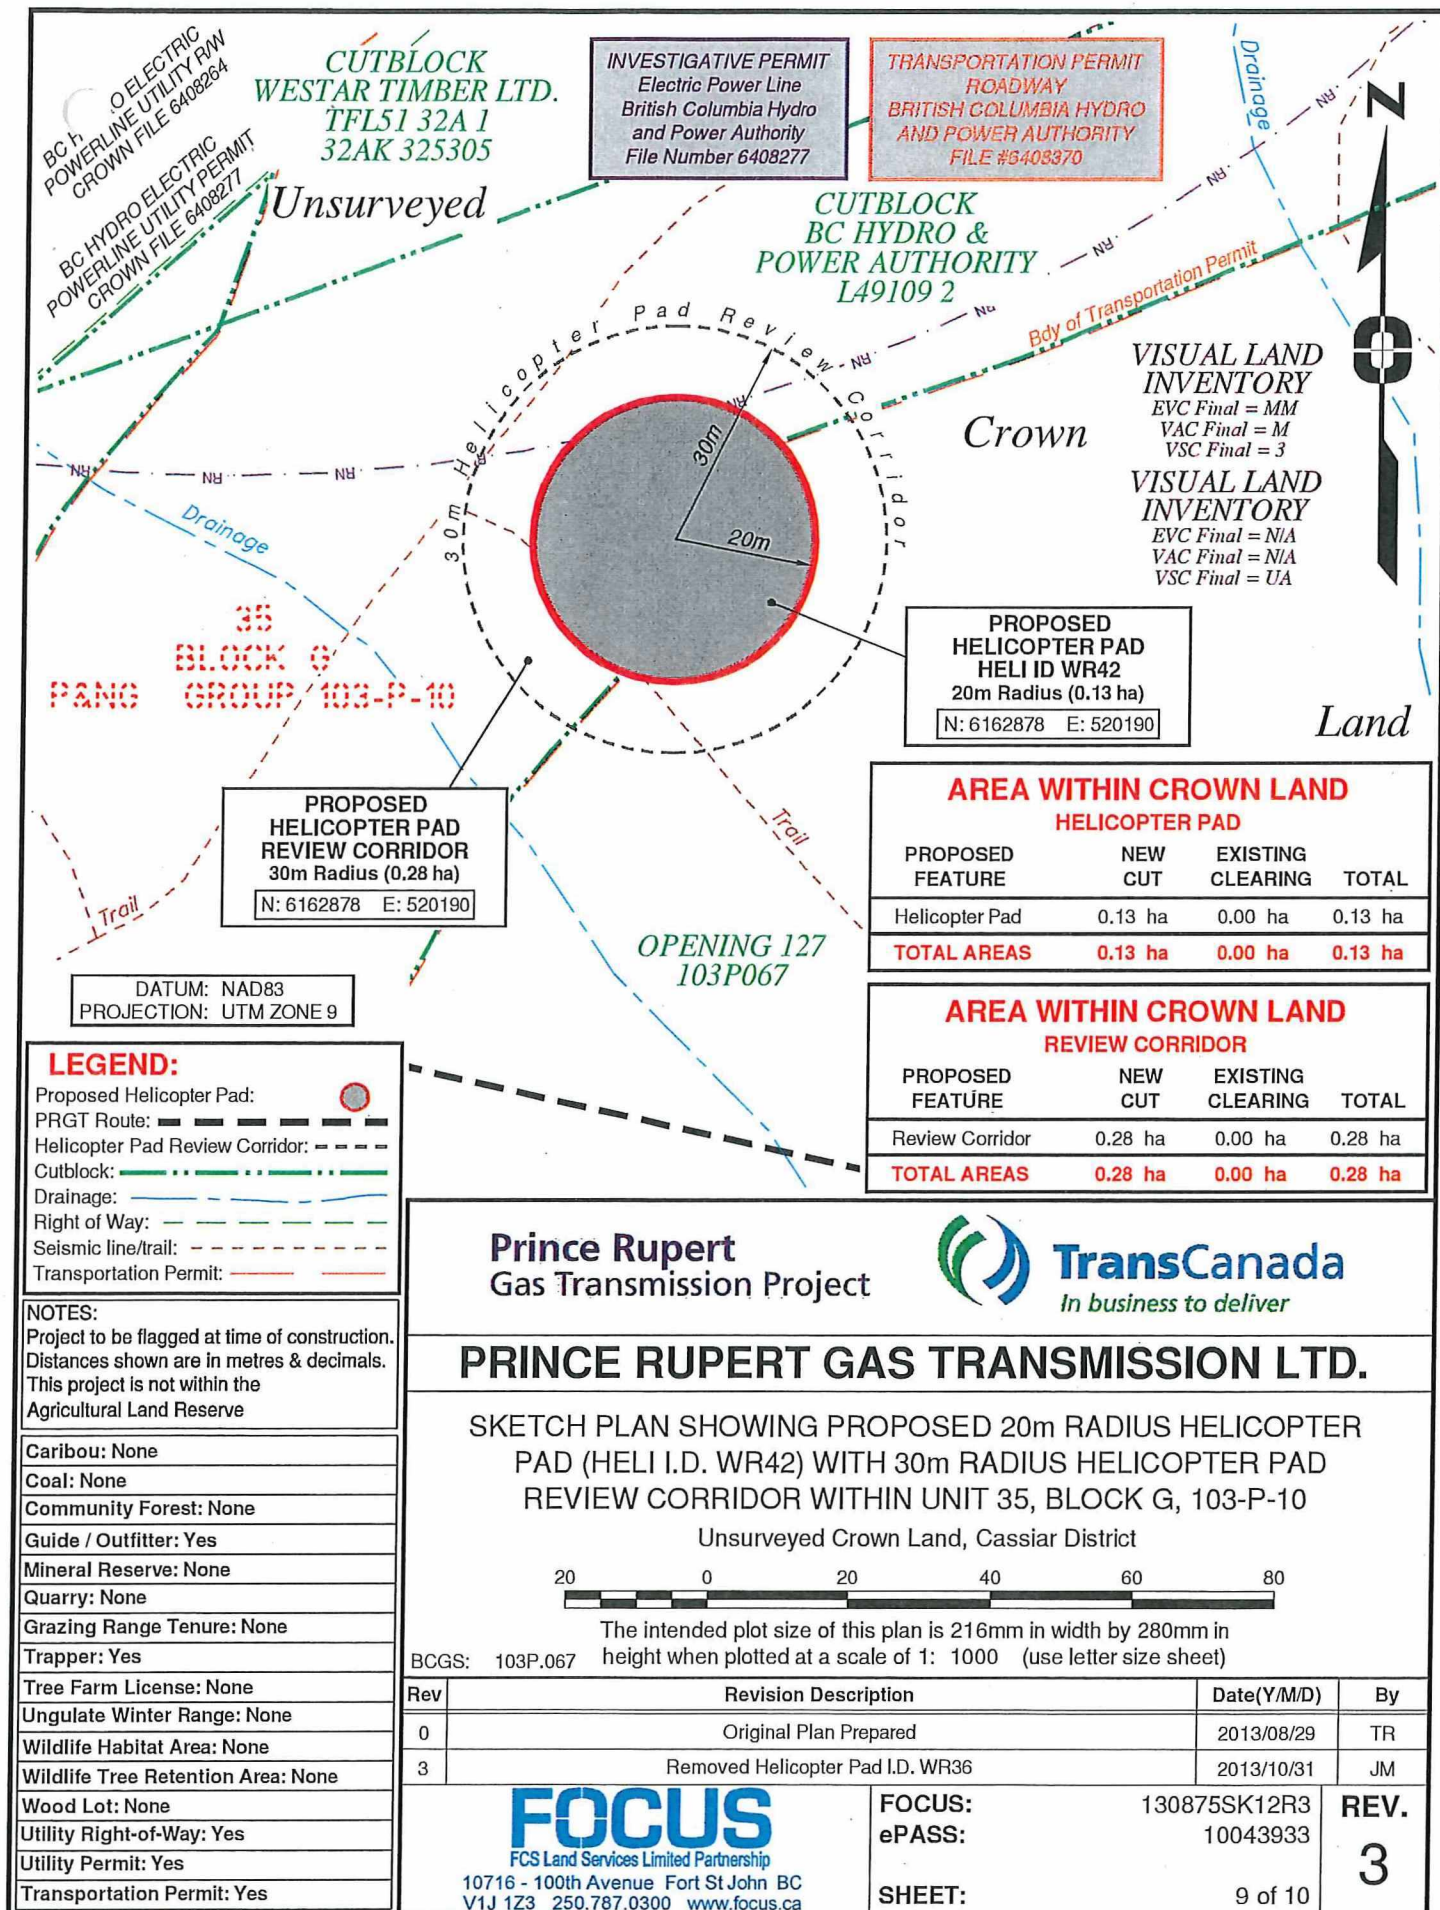 BC H O ELECTRIC
POWERLINE UTILITY R/W
CROWN FILE 6408264
BC HYDRO ELECTRIC
POWERLINE UTILITY PERMIT
CROWN FILE 6408277
CUTBLOCK
WESTAR TIMBER LTD.
TFL51 32A 1
32AK 325305
Unsurveyed
INVESTIGATIVE PERMIT
Electric Power Line
British Columbia Hydro
and Power Authority
File Number 6408277
TRANSPORTATION PERMIT
ROADWAY
BRITISH COLUMBIA HYDRO
AND POWER AUTHORITY
FILE #6408370
Drainage
N
RN
RN
RN
RN
RN
RN
RN
RN
RN
RN
RN
CUTBLOCK
BC HYDRO &
POWER AUTHORITY
L49109 2
Bdy of Transportation Permit
30m Helicopter Pad Review Corridor
30m
20m
Crown
VISUAL LAND
INVENTORY
EVC Final = MM
VAC Final = M
VSC Final = 3
VISUAL LAND
INVENTORY
EVC Final = N/A
VAC Final = N/A
VSC Final = UA
Drainage
35
BLOCK G
P&NG GROUP 103-P-10
PROPOSED
HELICOPTER PAD
HELI ID WR42
20m Radius (0.13 ha)
N: 6162878 E: 520190
Land
PROPOSED
HELICOPTER PAD
REVIEW CORRIDOR
30m Radius (0.28 ha)
N: 6162878 E: 520190
Trail
Trail
OPENING 127
103P067
AREA WITHIN CROWN LAND
HELICOPTER PAD
PROPOSED FEATURE NEW CUT EXISTING CLEARING TOTAL
Helicopter Pad 0.13 ha 0.00 ha 0.13 ha
TOTAL AREAS 0.13 ha 0.00 ha 0.13 ha
AREA WITHIN CROWN LAND
REVIEW CORRIDOR
PROPOSED FEATURE NEW CUT EXISTING CLEARING TOTAL
Review Corridor 0.28 ha 0.00 ha 0.28 ha
TOTAL AREAS 0.28 ha 0.00 ha 0.28 ha
DATUM: NAD83
PROJECTION: UTM ZONE 9
LEGEND:
Proposed Helicopter Pad:
PRGT Route:
Helicopter Pad Review Corridor:
Cutblock:
Drainage:
Right of Way:
Seismic line/trail:
Transportation Permit:
NOTES:
Project to be flagged at time of construction.
Distances shown are in metres & decimals.
This project is not within the
Agricultural Land Reserve
Caribou: None
Coal: None
Community Forest: None
Guide / Outfitter: Yes
Mineral Reserve: None
Quarry: None
Grazing Range Tenure: None
Trapper: Yes
Tree Farm License: None
Ungulate Winter Range: None
Wildlife Habitat Area: None
Wildlife Tree Retention Area: None
Wood Lot: None
Utility Right-of-Way: Yes
Utility Permit: Yes
Transportation Permit: Yes
Prince Rupert
Gas Transmission Project
TransCanada
In business to deliver
PRINCE RUPERT GAS TRANSMISSION LTD.
SKETCH PLAN SHOWING PROPOSED 20m RADIUS HELICOPTER
PAD (HELI I.D. WR42) WITH 30m RADIUS HELICOPTER PAD
REVIEW CORRIDOR WITHIN UNIT 35, BLOCK G, 103-P-10
Unsurveyed Crown Land, Cassiar District
20 0 20 40 60 80
The intended plot size of this plan is 216mm in width by 280mm in
BCGS: 103P.067 height when plotted at a scale of 1: 1000 (use letter size sheet)
Rev Revision Description Date(Y/M/D) By
0 Original Plan Prepared 2013/08/29 TR
3 Removed Helicopter Pad I.D. WR36 2013/10/31 JM
FOCUS
FCS Land Services Limited Partnership
10716 - 100th Avenue Fort St John BC
V1J 1Z3 250.787.0300 www.focus.ca
FOCUS: 130875SK12R3
ePASS: 10043933
SHEET: 9 of 10
REV.
3